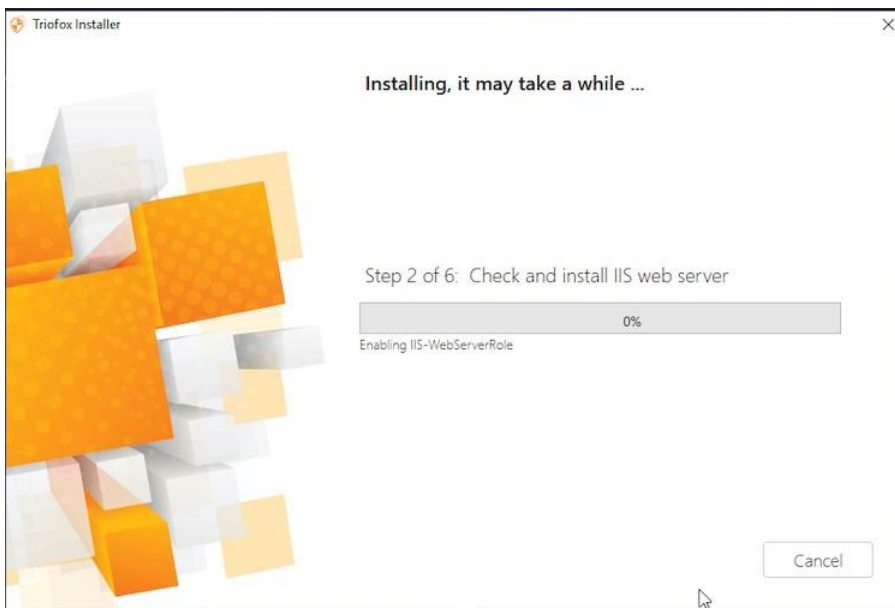 Triofox Installer
Installing, it may take a while ...
Step 2 of 6: Check and install IIS web server
0%
Enabling IIS-WebServerRole
Cancel